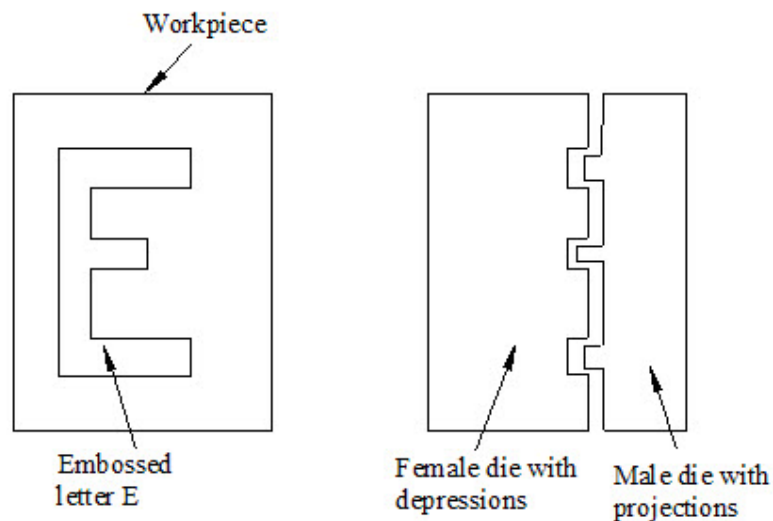 Workpiece
Embossed
letter E
Female die with
depressions
Male die with
projections